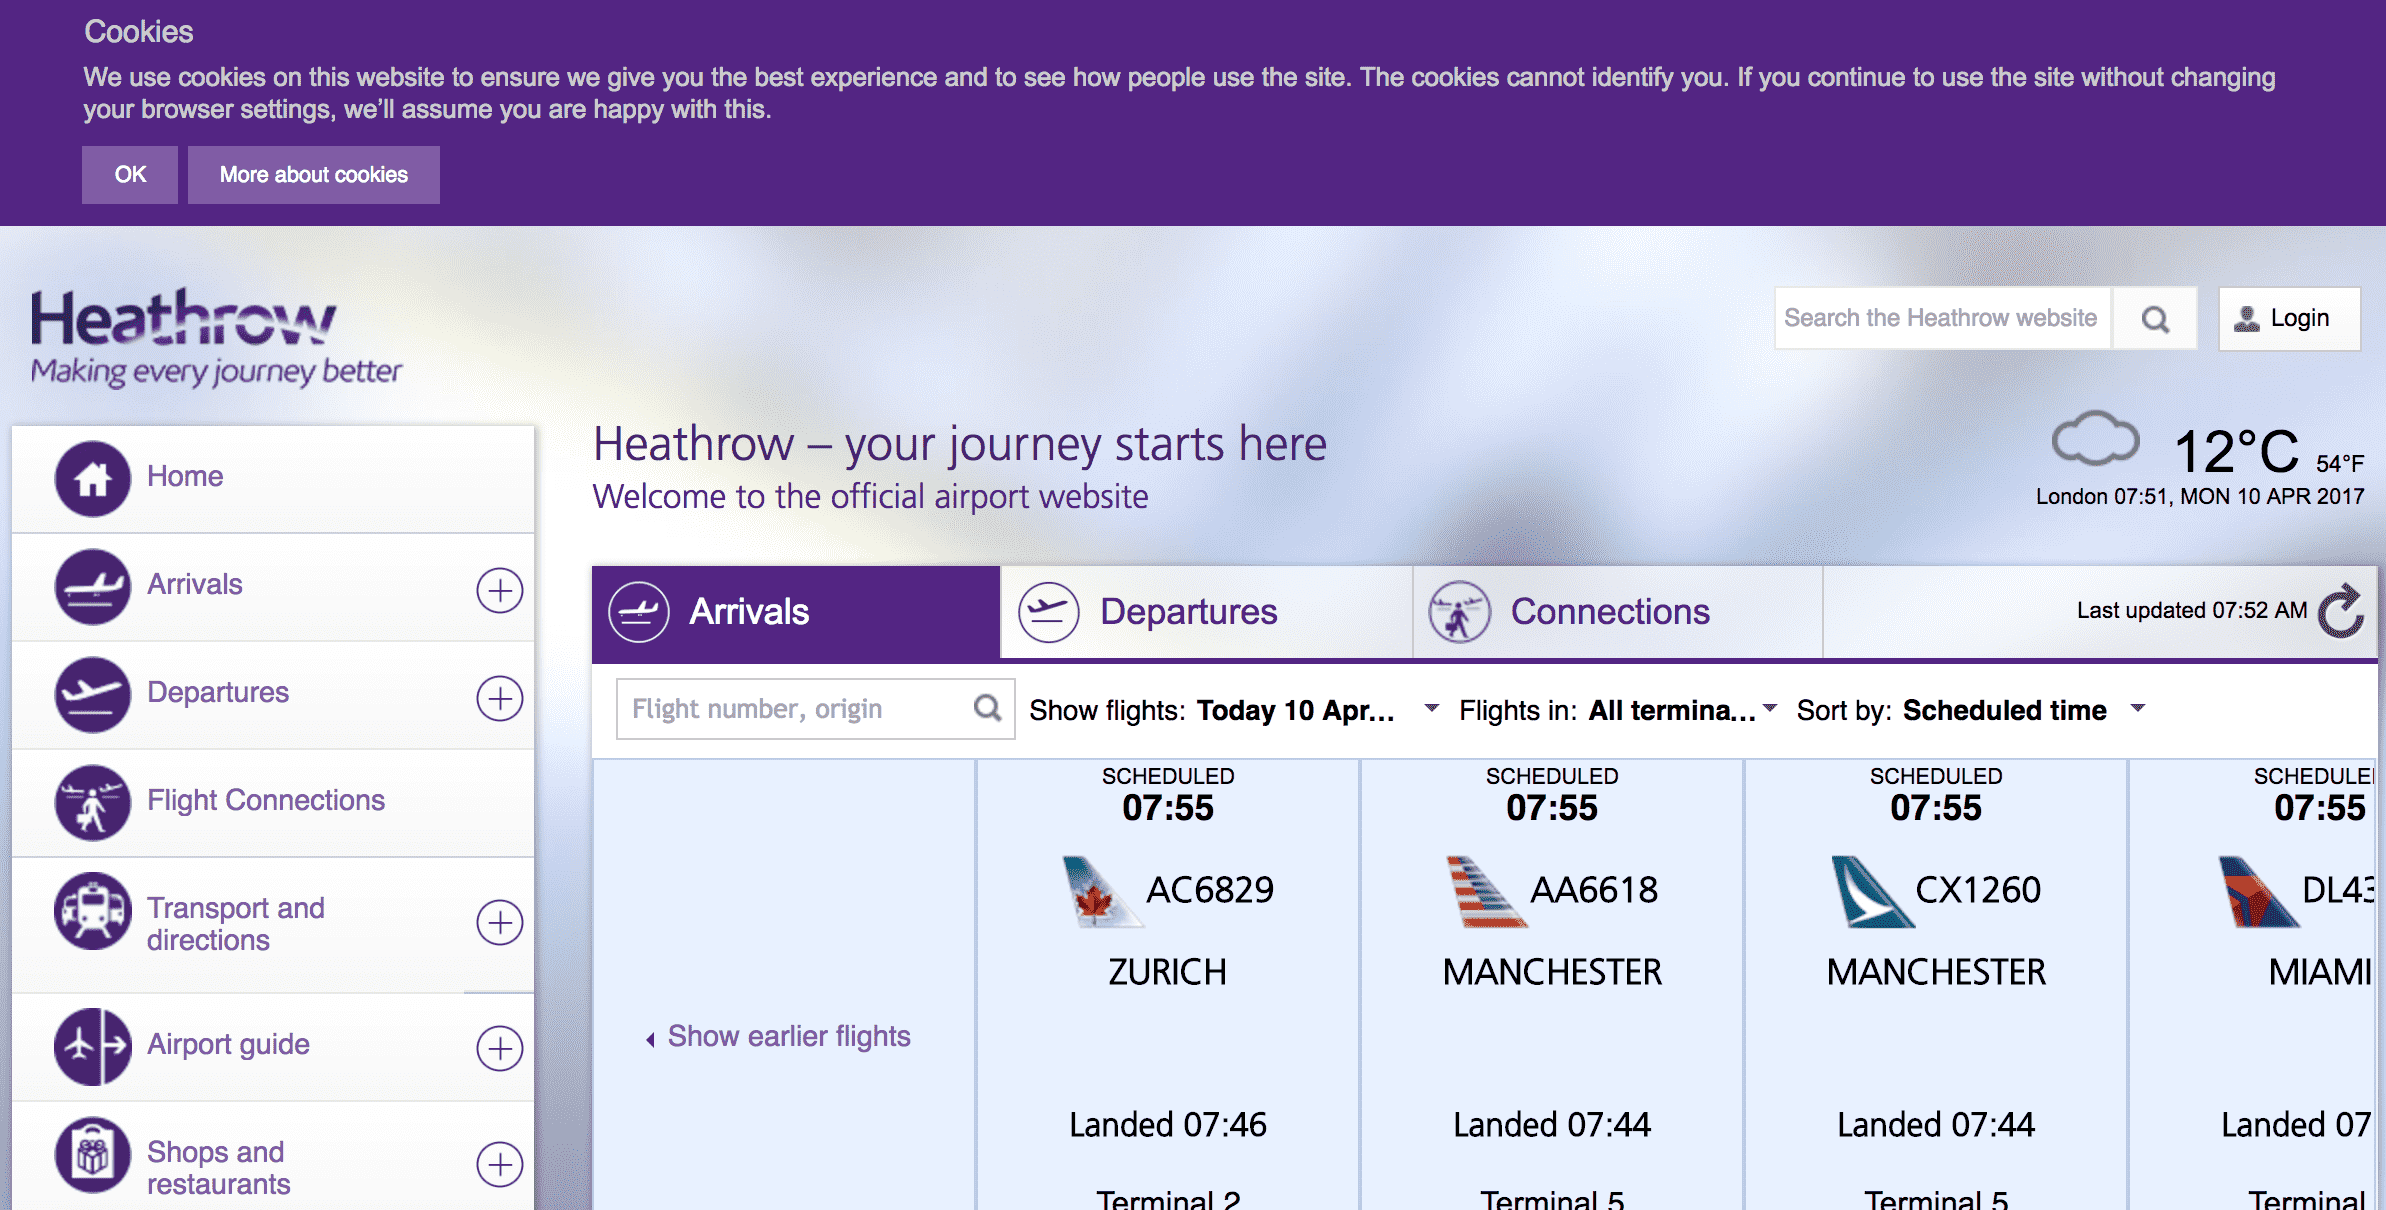 Cookies
We use cookies on this website to ensure we give you the best experience and to see how people use the site. The cookies cannot identify you. If you continue to use the site without changing
your browser settings, we'll assume you are happy with this.
OK
More about cookies
Heathrow
Making every journey better
Search the Heathrow website
Login
Heathrow – your journey starts here
Welcome to the official airport website
12°C 54°F
London 07:51, MON 10 APR 2017
Home
Arrivals
Departures
Flight Connections
Transport and
directions
Airport guide
Shops and
restaurants
Arrivals
Departures
Connections
Last updated 07:52 AM
Flight number, origin
Show flights: Today 10 Apr...
Flights in: All termina...
Sort by: Scheduled time
Show earlier flights
SCHEDULED
07:55
AC6829
ZURICH
Landed 07:46
Terminal 2
SCHEDULED
07:55
AA6618
MANCHESTER
Landed 07:44
Terminal 5
SCHEDULED
07:55
CX1260
MANCHESTER
Landed 07:44
Terminal 5
SCHEDULE
07:55
DL43
MIAMI
Landed 07
Terminal